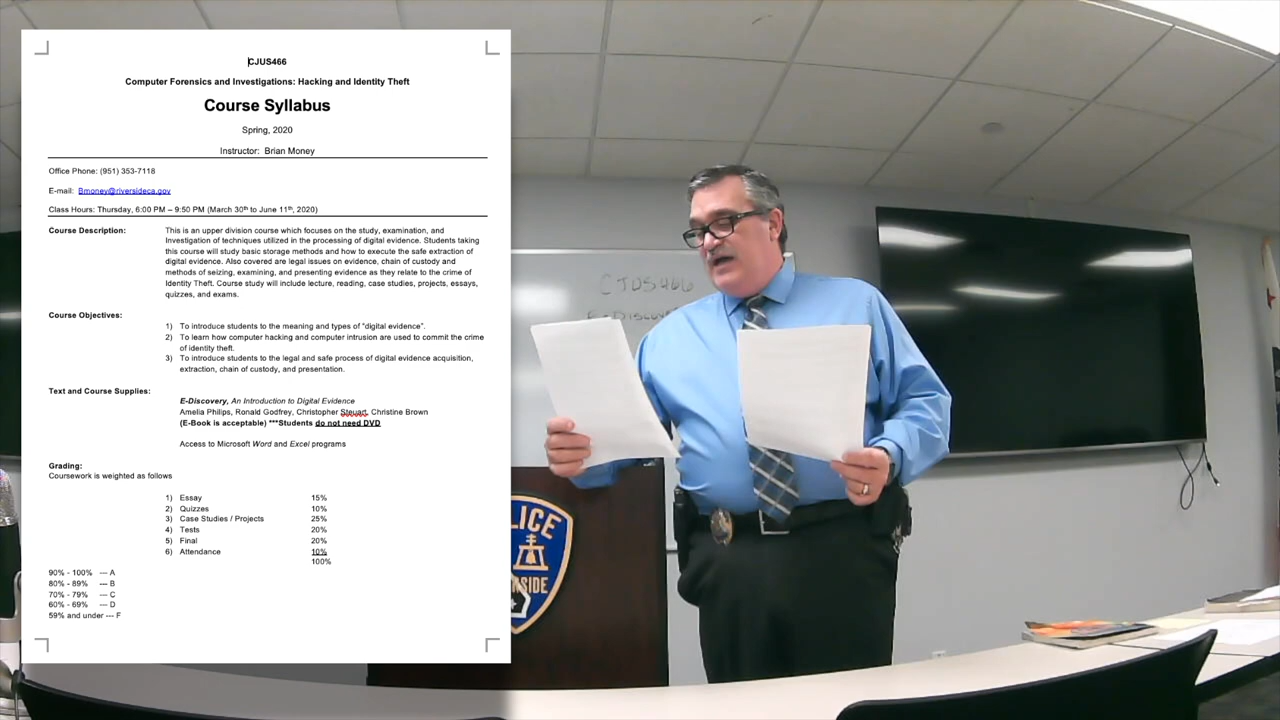 CJUS466
Computer Forensics and Investigations: Hacking and Identity Theft
Course Syllabus
Spring, 2020
Instructor: Brian Money
Office Phone: (951) 353-7118
E-mail: Bmoney@riversideca.gov
Class Hours: Thursday, 6:00 PM – 9:50 PM (March 30th to June 11th, 2020)
Course Description: This is an upper division course which focuses on the study, examination, and
Investigation of techniques utilized in the processing of digital evidence. Students taking
this course will study basic storage methods and how to execute the safe extraction of
digital evidence. Also covered are legal issues on evidence, chain of custody and
methods of seizing, examining, and presenting evidence as they relate to the crime of
Identity Theft. Course study will include lecture, reading, case studies, projects, essays,
quizzes, and exams.
Course Objectives:
1) To introduce students to the meaning and types of "digital evidence".
2) To learn how computer hacking and computer intrusion are used to commit the crime
of identity theft.
3) To introduce students to the legal and safe process of digital evidence acquisition,
extraction, chain of custody, and presentation.
Text and Course Supplies:
E-Discovery, An Introduction to Digital Evidence
Amelia Philips, Ronald Godfrey, Christopher Steuart, Christine Brown
(E-Book is acceptable) ***Students do not need DVD
Access to Microsoft Word and Excel programs
Grading:
Coursework is weighted as follows
1) Essay 15%
2) Quizzes 10%
3) Case Studies / Projects 25%
4) Tests 20%
5) Final 20%
6) Attendance 10%
100%
90% - 100% --- A
80% - 89% --- B
70% - 79% --- C
60% - 69% --- D
59% and under --- F
CJUS466
E-Discove
LICE
SIDE